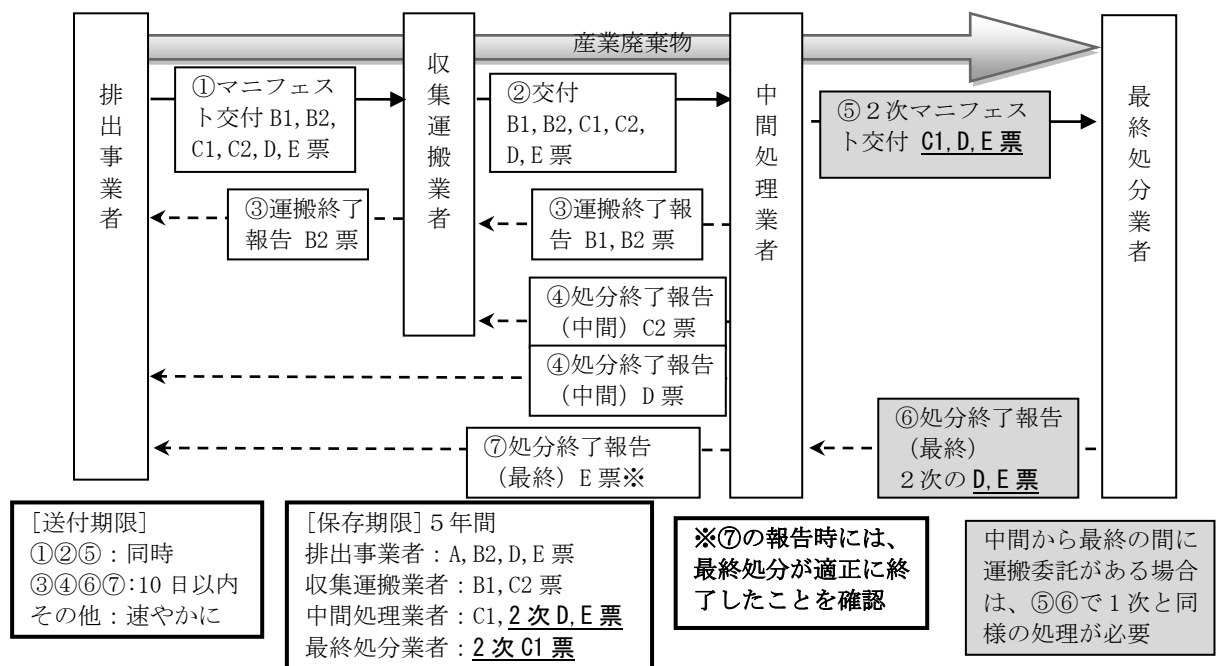 産業廃棄物
排出事業者
収集運搬業者
中間処理業者
最終処分業者
①マニフェス
ト交付 B1, B2,
C1, C2, D, E 票
②交付
B1, B2, C1, C2,
D, E 票
⑤２次マニフェス
ト交付 C1, D, E 票
③運搬終了
報告 B2 票
③運搬終了報
告 B1, B2 票
④処分終了報告
（中間）C2 票
④処分終了報告
（中間）D 票
⑥処分終了報告
（最終）
２次の D, E 票
⑦処分終了報告
（最終）E 票※
[送付期限]
①②⑤：同時
③④⑥⑦:10 日以内
その他：速やかに
[保存期限]５年間
排出事業者：A, B2, D, E 票
収集運搬業者：B1, C2 票
中間処理業者：C1, 2 次 D, E 票
最終処分業者：2 次 C1 票
※⑦の報告時には、
最終処分が適正に終
了したことを確認
中間から最終の間に
運搬委託がある場合
は、⑤⑥で１次と同
様の処理が必要